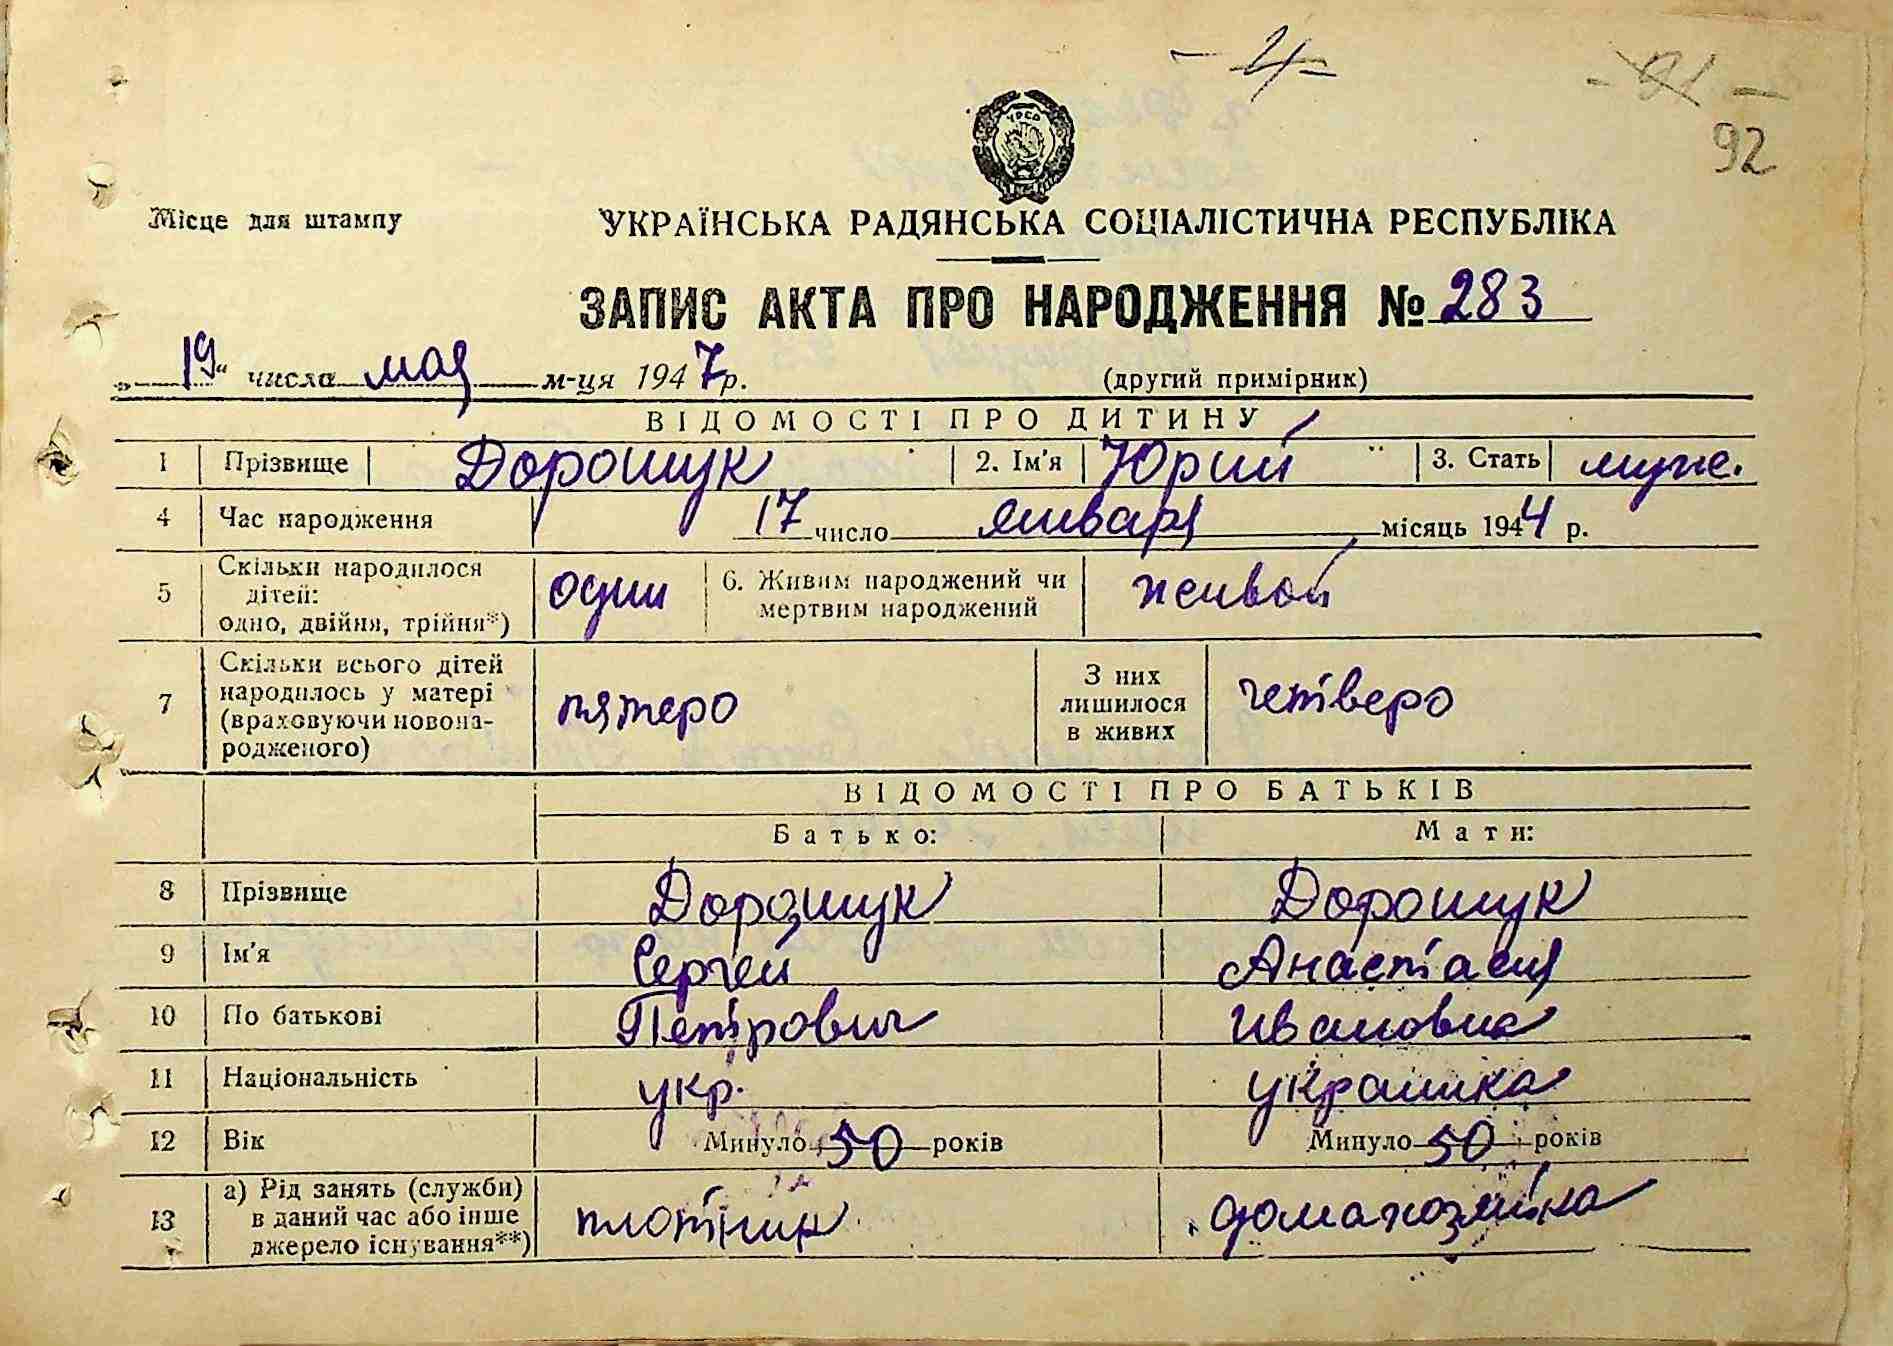 - 4 -
- 91 -
92
УРСР
Місце для штампу
УКРАЇНСЬКА РАДЯНСЬКА СОЦІАЛІСТИЧНА РЕСПУБЛІКА
ЗАПИС АКТА ПРО НАРОДЖЕННЯ № 283
„19“ числа мая м-ця 1947 р. (другий примірник)
ВІДОМОСТІ ПРО ДИТИНУ
1 Прізвище Дорошук 2. Ім'я Юрий 3. Стать муж.
4 Час народження 17 число января місяць 1944 р.
5 Скільки народилося дітей: одно, двійня, трійня*) один 6. Живим народжений чи мертвим народжений живой
7 Скільки всього дітей народилось у матері (враховуючи новонародженого) пятеро З них лишилося в живих четверо
ВІДОМОСТІ ПРО БАТЬКІВ
Батько: Мати:
8 Прізвище Дорошук Дорошук
9 Ім'я Сергей Анастасия
10 По батькові Петрович Ивановна
11 Національність укр. украинка
12 Вік Минуло 50 років Минуло 50 років
13 а) Рід занять (служби) в даний час або інше джерело існування**) плотник домахозяйка